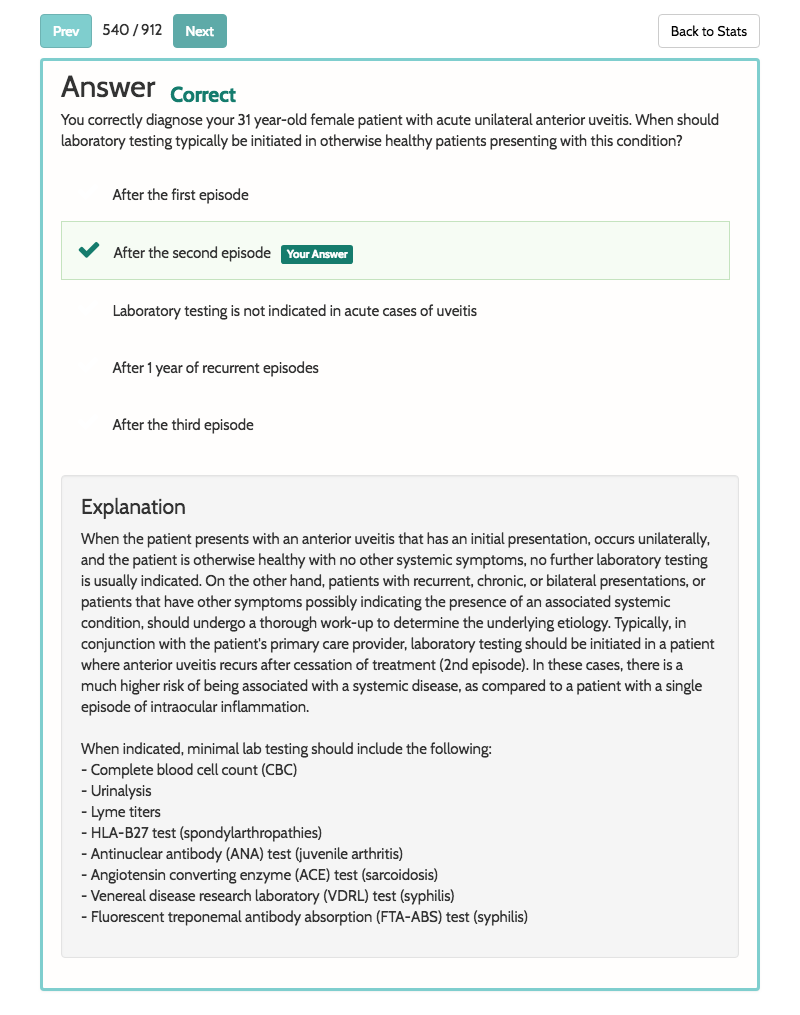 Prev 540 / 912 Next Back to Stats
Answer Correct
You correctly diagnose your 31 year-old female patient with acute unilateral anterior uveitis. When should
laboratory testing typically be initiated in otherwise healthy patients presenting with this condition?
After the first episode
After the second episode Your Answer
Laboratory testing is not indicated in acute cases of uveitis
After 1 year of recurrent episodes
After the third episode
Explanation
When the patient presents with an anterior uveitis that has an initial presentation, occurs unilaterally,
and the patient is otherwise healthy with no other systemic symptoms, no further laboratory testing
is usually indicated. On the other hand, patients with recurrent, chronic, or bilateral presentations, or
patients that have other symptoms possibly indicating the presence of an associated systemic
condition, should undergo a thorough work-up to determine the underlying etiology. Typically, in
conjunction with the patient's primary care provider, laboratory testing should be initiated in a patient
where anterior uveitis recurs after cessation of treatment (2nd episode). In these cases, there is a
much higher risk of being associated with a systemic disease, as compared to a patient with a single
episode of intraocular inflammation.
When indicated, minimal lab testing should include the following:
- Complete blood cell count (CBC)
- Urinalysis
- Lyme titers
- HLA-B27 test (spondylarthropathies)
- Antinuclear antibody (ANA) test (juvenile arthritis)
- Angiotensin converting enzyme (ACE) test (sarcoidosis)
- Venereal disease research laboratory (VDRL) test (syphilis)
- Fluorescent treponemal antibody absorption (FTA-ABS) test (syphilis)